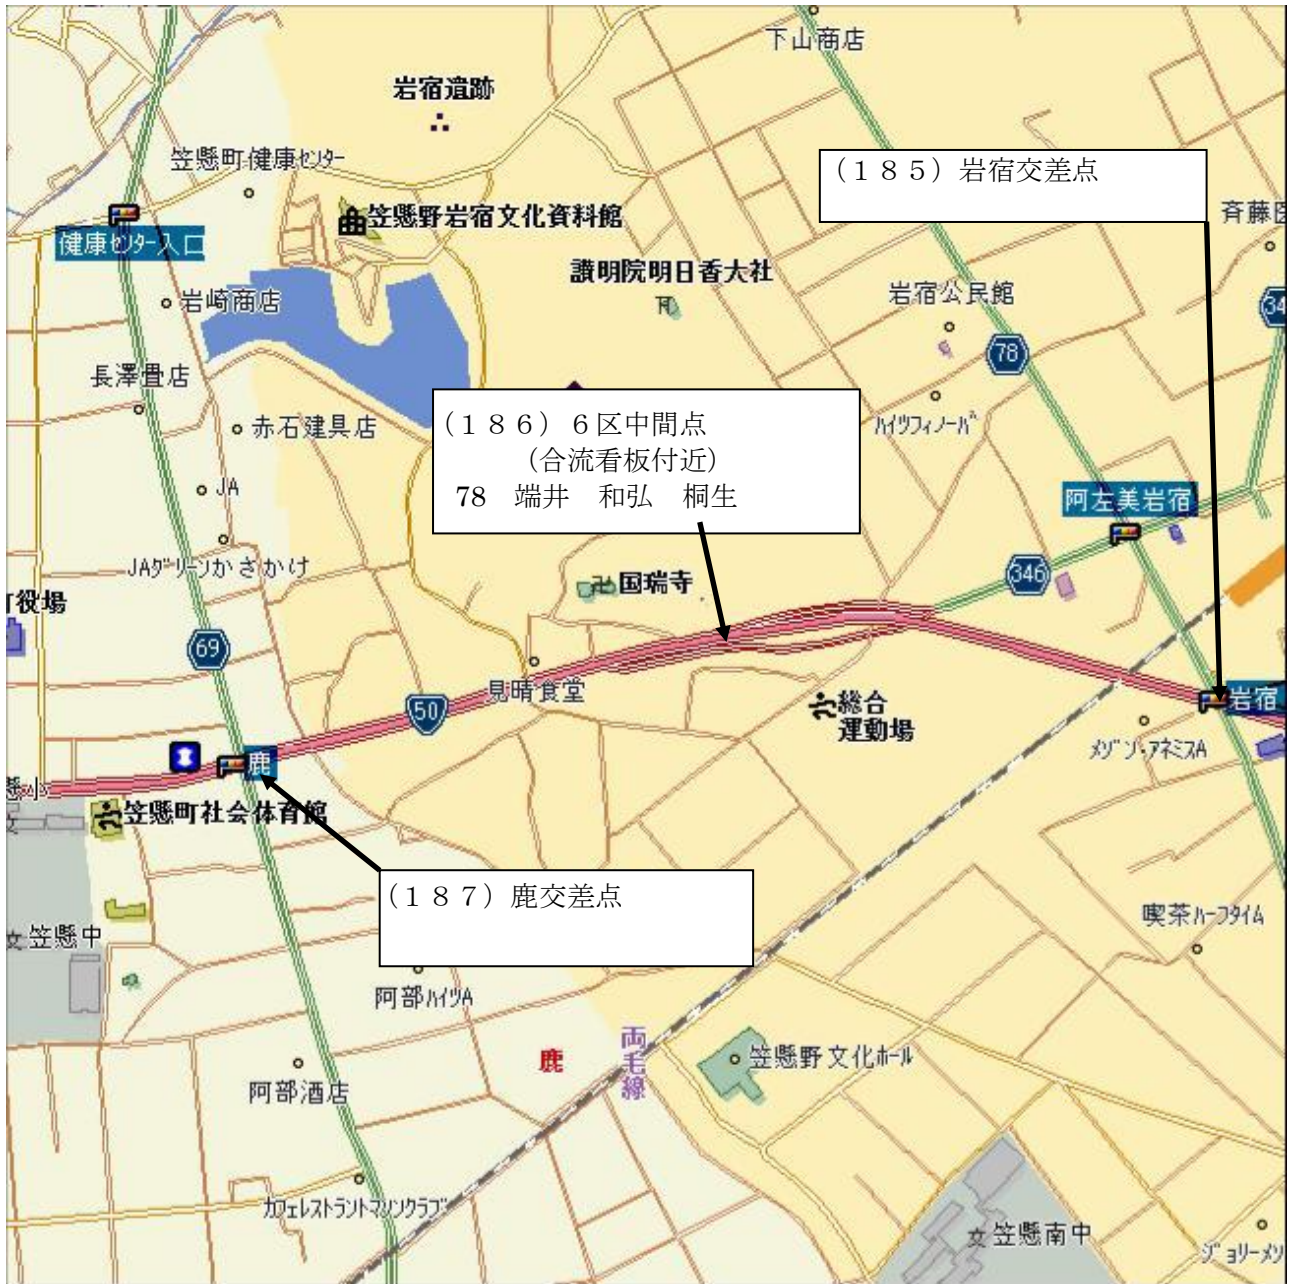 下山商店
岩宿遺跡
笠懸町健康ｾﾝﾀｰ
(１８５) 岩宿交差点
笠懸野岩宿文化資料館
健康ｾﾝﾀｰ入口
斉藤医
讃明院明日香大社
岩崎商店
岩宿公民館
34
78
長澤畳店
(１８６) ６区中間点
(合流看板付近)
78　端井　和弘　桐生
赤石建具店
ﾊｲﾂﾌｨﾉｰﾊﾞ
JA
阿左美岩宿
JAｸﾞﾘｰﾝかさかけ
国瑞寺
346
町役場
69
見晴食堂
50
総合
運動場
岩宿
ﾒｿﾞﾝ･ｱﾈﾐｽA
鹿
懸小
笠懸町社会体育館
(１８７) 鹿交差点
文笠懸中
喫茶ﾊｰﾌﾀｲﾑ
阿部ﾊｲﾂA
鹿
両毛線
笠懸野文化ﾎｰﾙ
阿部酒店
ｶﾌｪﾚｽﾄﾗﾝﾄﾏﾉﾝｸﾗﾌﾞ
文笠懸南中
ｼﾞｮﾘｰﾒｿ